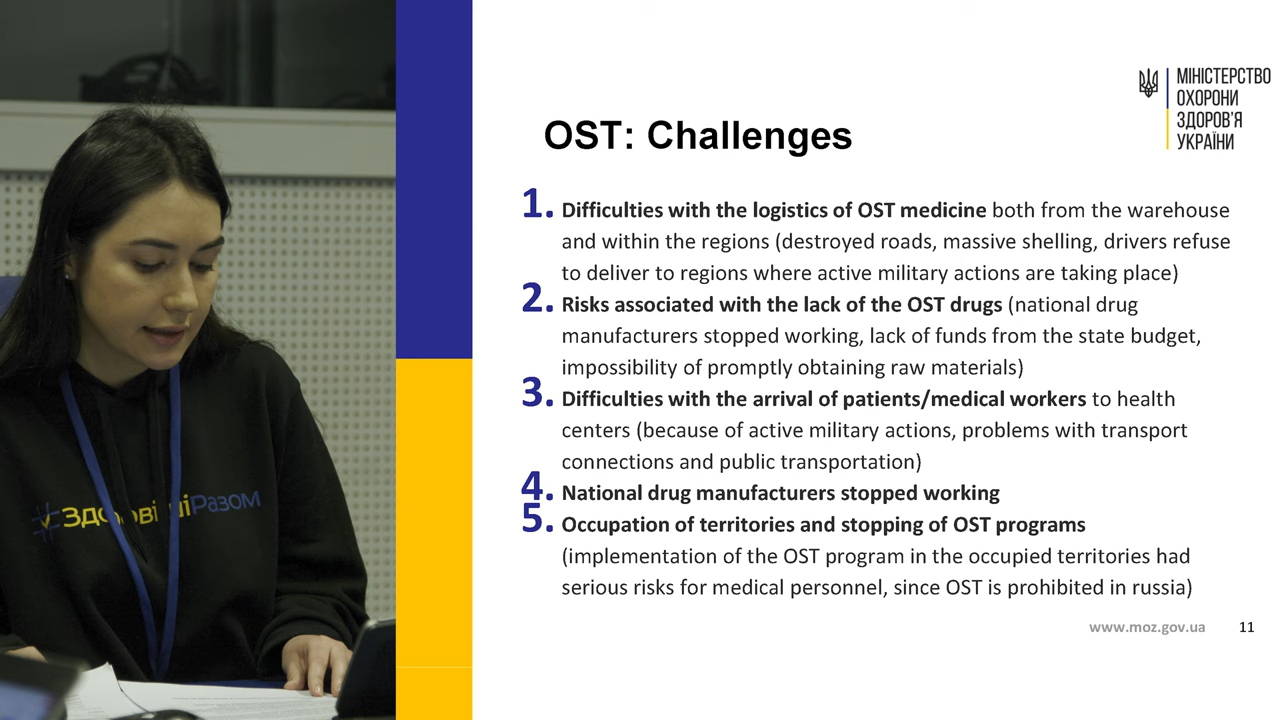 МІНІСТЕРСТВО
ОХОРОНИ
ЗДОРОВ'Я
УКРАЇНИ
OST: Challenges
1. Difficulties with the logistics of OST medicine both from the warehouse
and within the regions (destroyed roads, massive shelling, drivers refuse
to deliver to regions where active military actions are taking place)
2. Risks associated with the lack of the OST drugs (national drug
manufacturers stopped working, lack of funds from the state budget,
impossibility of promptly obtaining raw materials)
3. Difficulties with the arrival of patients/medical workers to health
centers (because of active military actions, problems with transport
connections and public transportation)
4. National drug manufacturers stopped working
5. Occupation of territories and stopping of OST programs
(implementation of the OST program in the occupied territories had
serious risks for medical personnel, since OST is prohibited in russia)
www.moz.gov.ua 11